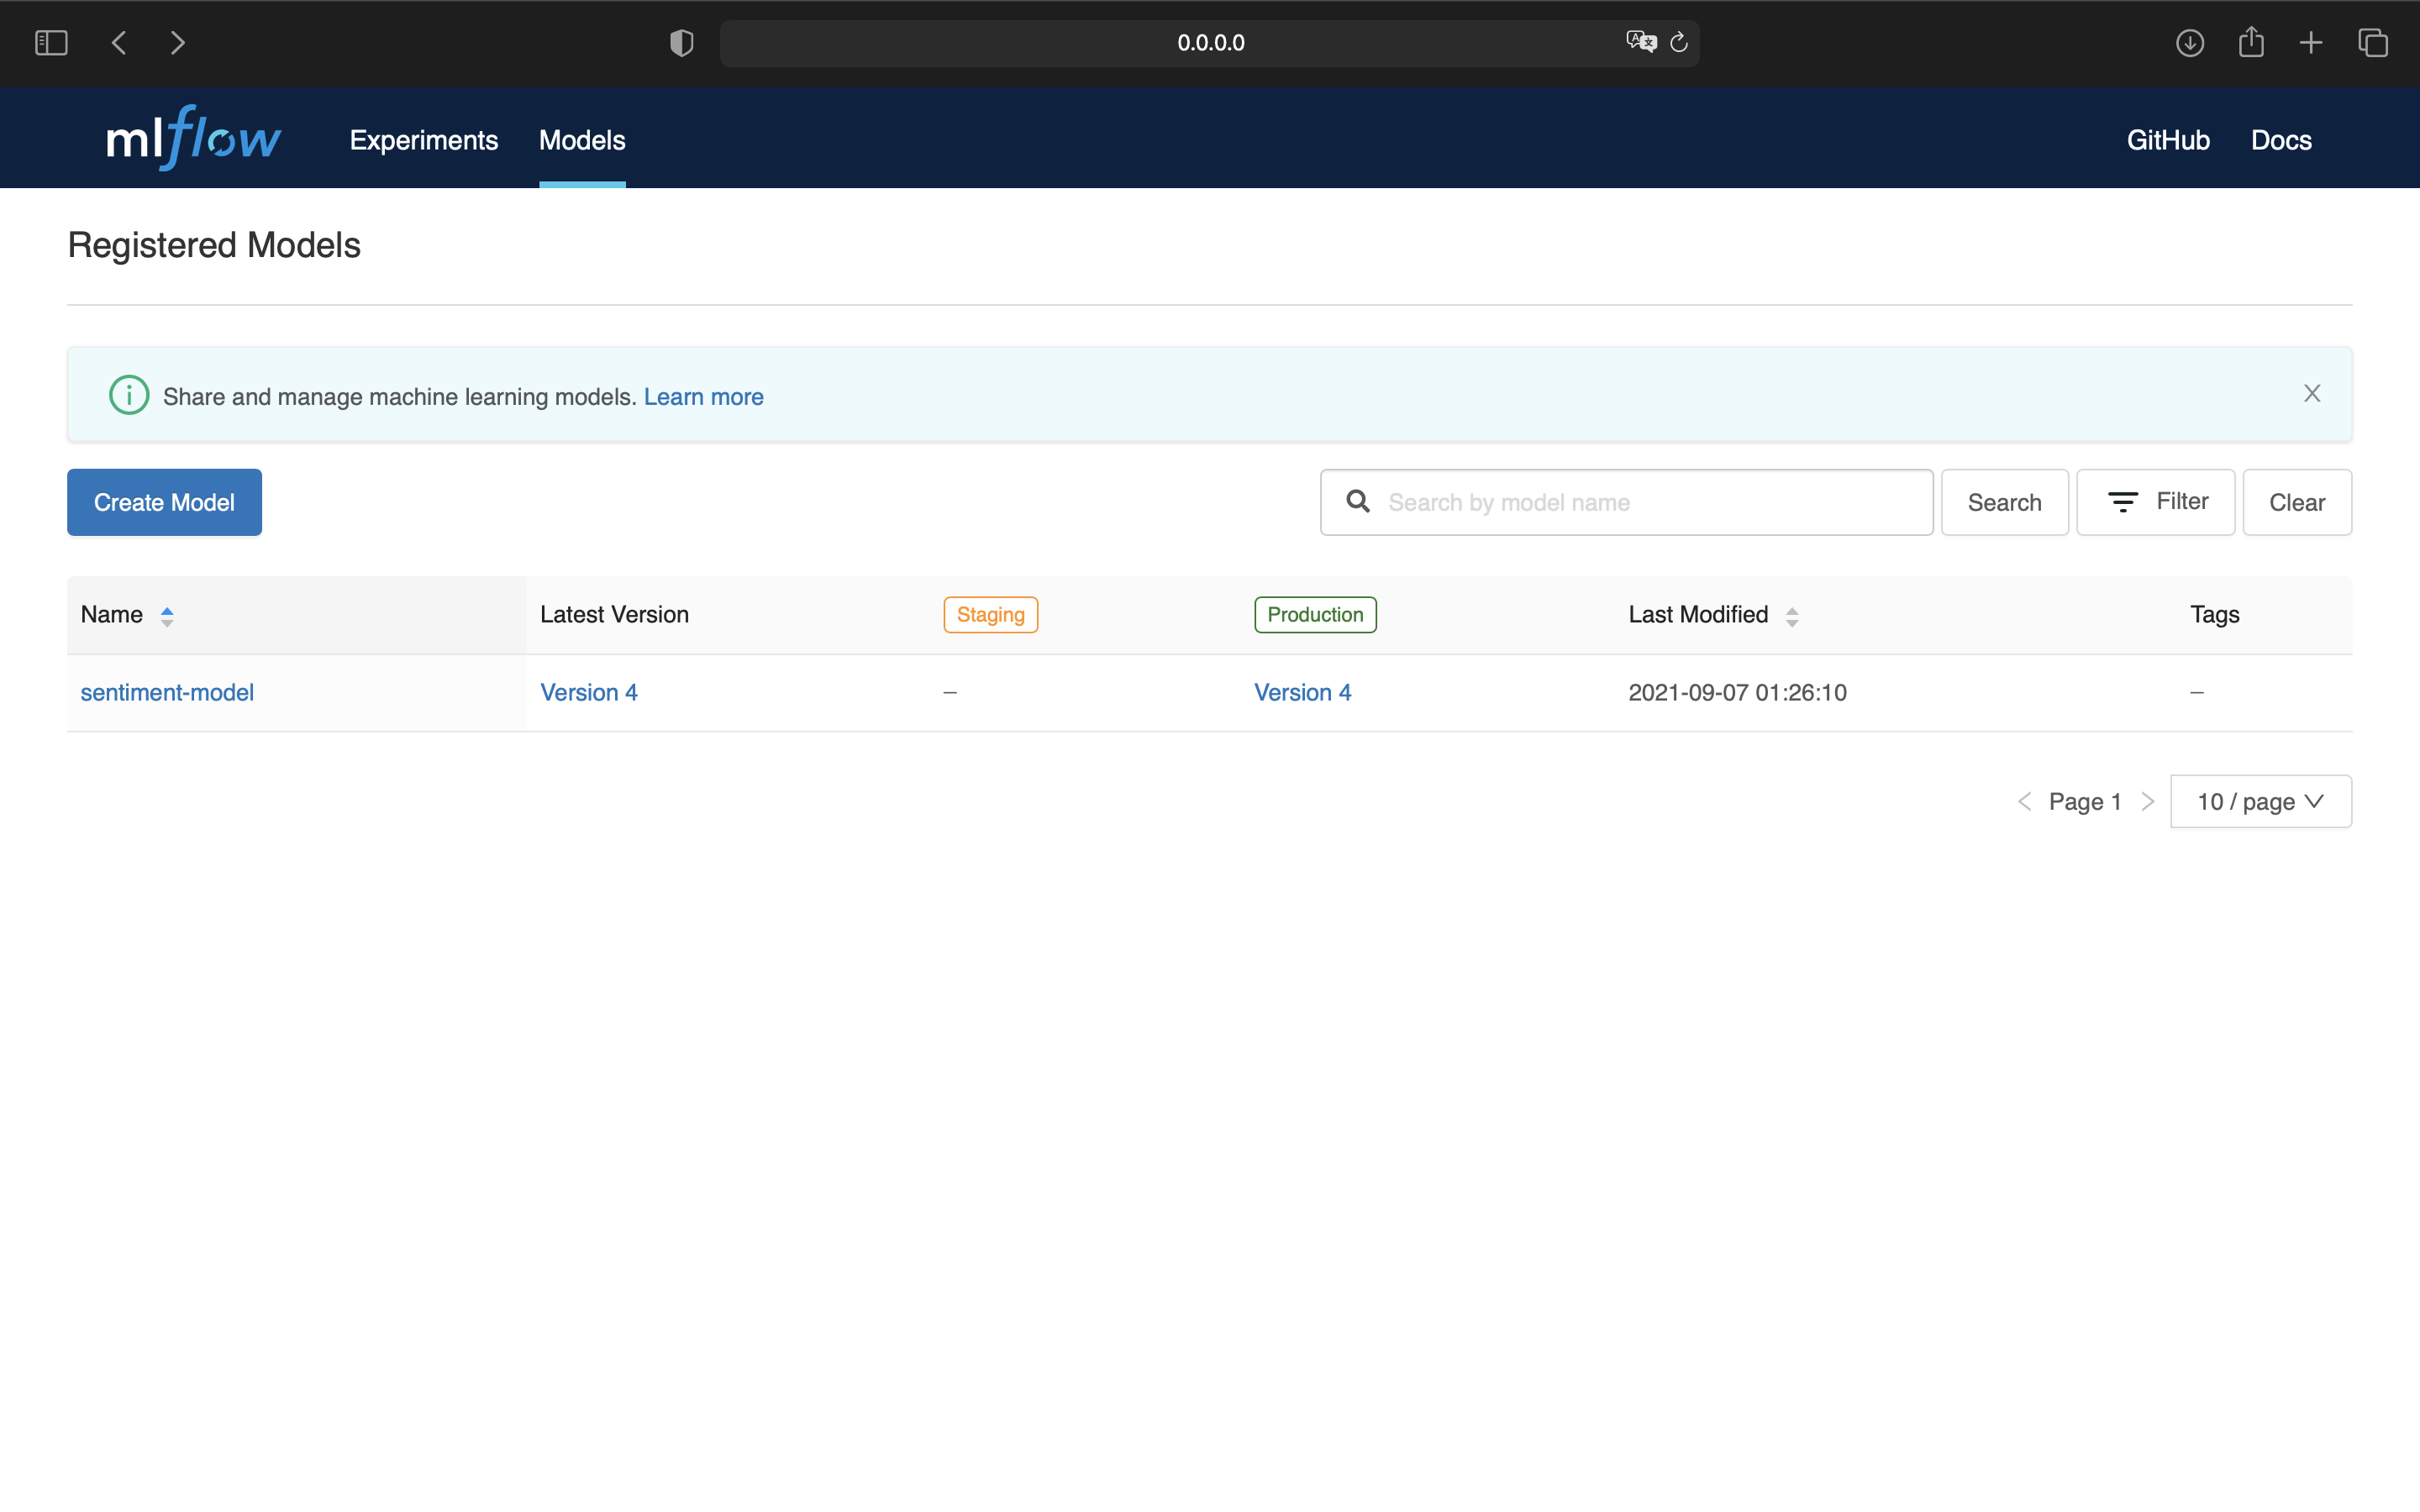 0.0.0.0
mlflow Experiments Models GitHub Docs
Registered Models
Share and manage machine learning models. Learn more
Create Model Search by model name Search Filter Clear
Name Latest Version Staging Production Last Modified Tags
sentiment-model Version 4 – Version 4 2021-09-07 01:26:10 –
Page 1 10 / page